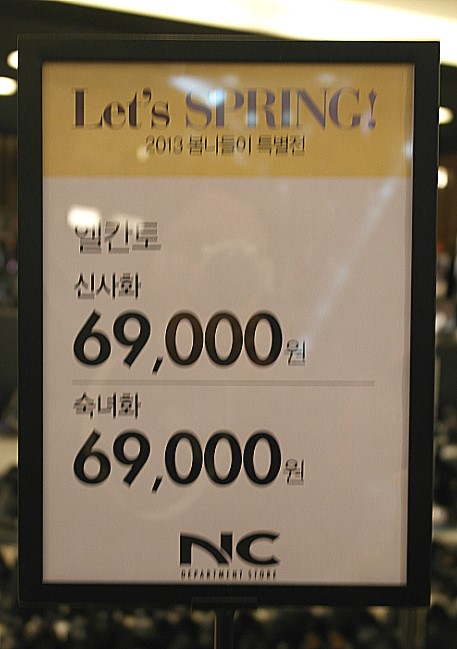 Let's SPRING!
2013 봄나들이 특별전
엘칸토
신사화
69,000원
숙녀화
69,000원
NC
DEPARTMENT STORE